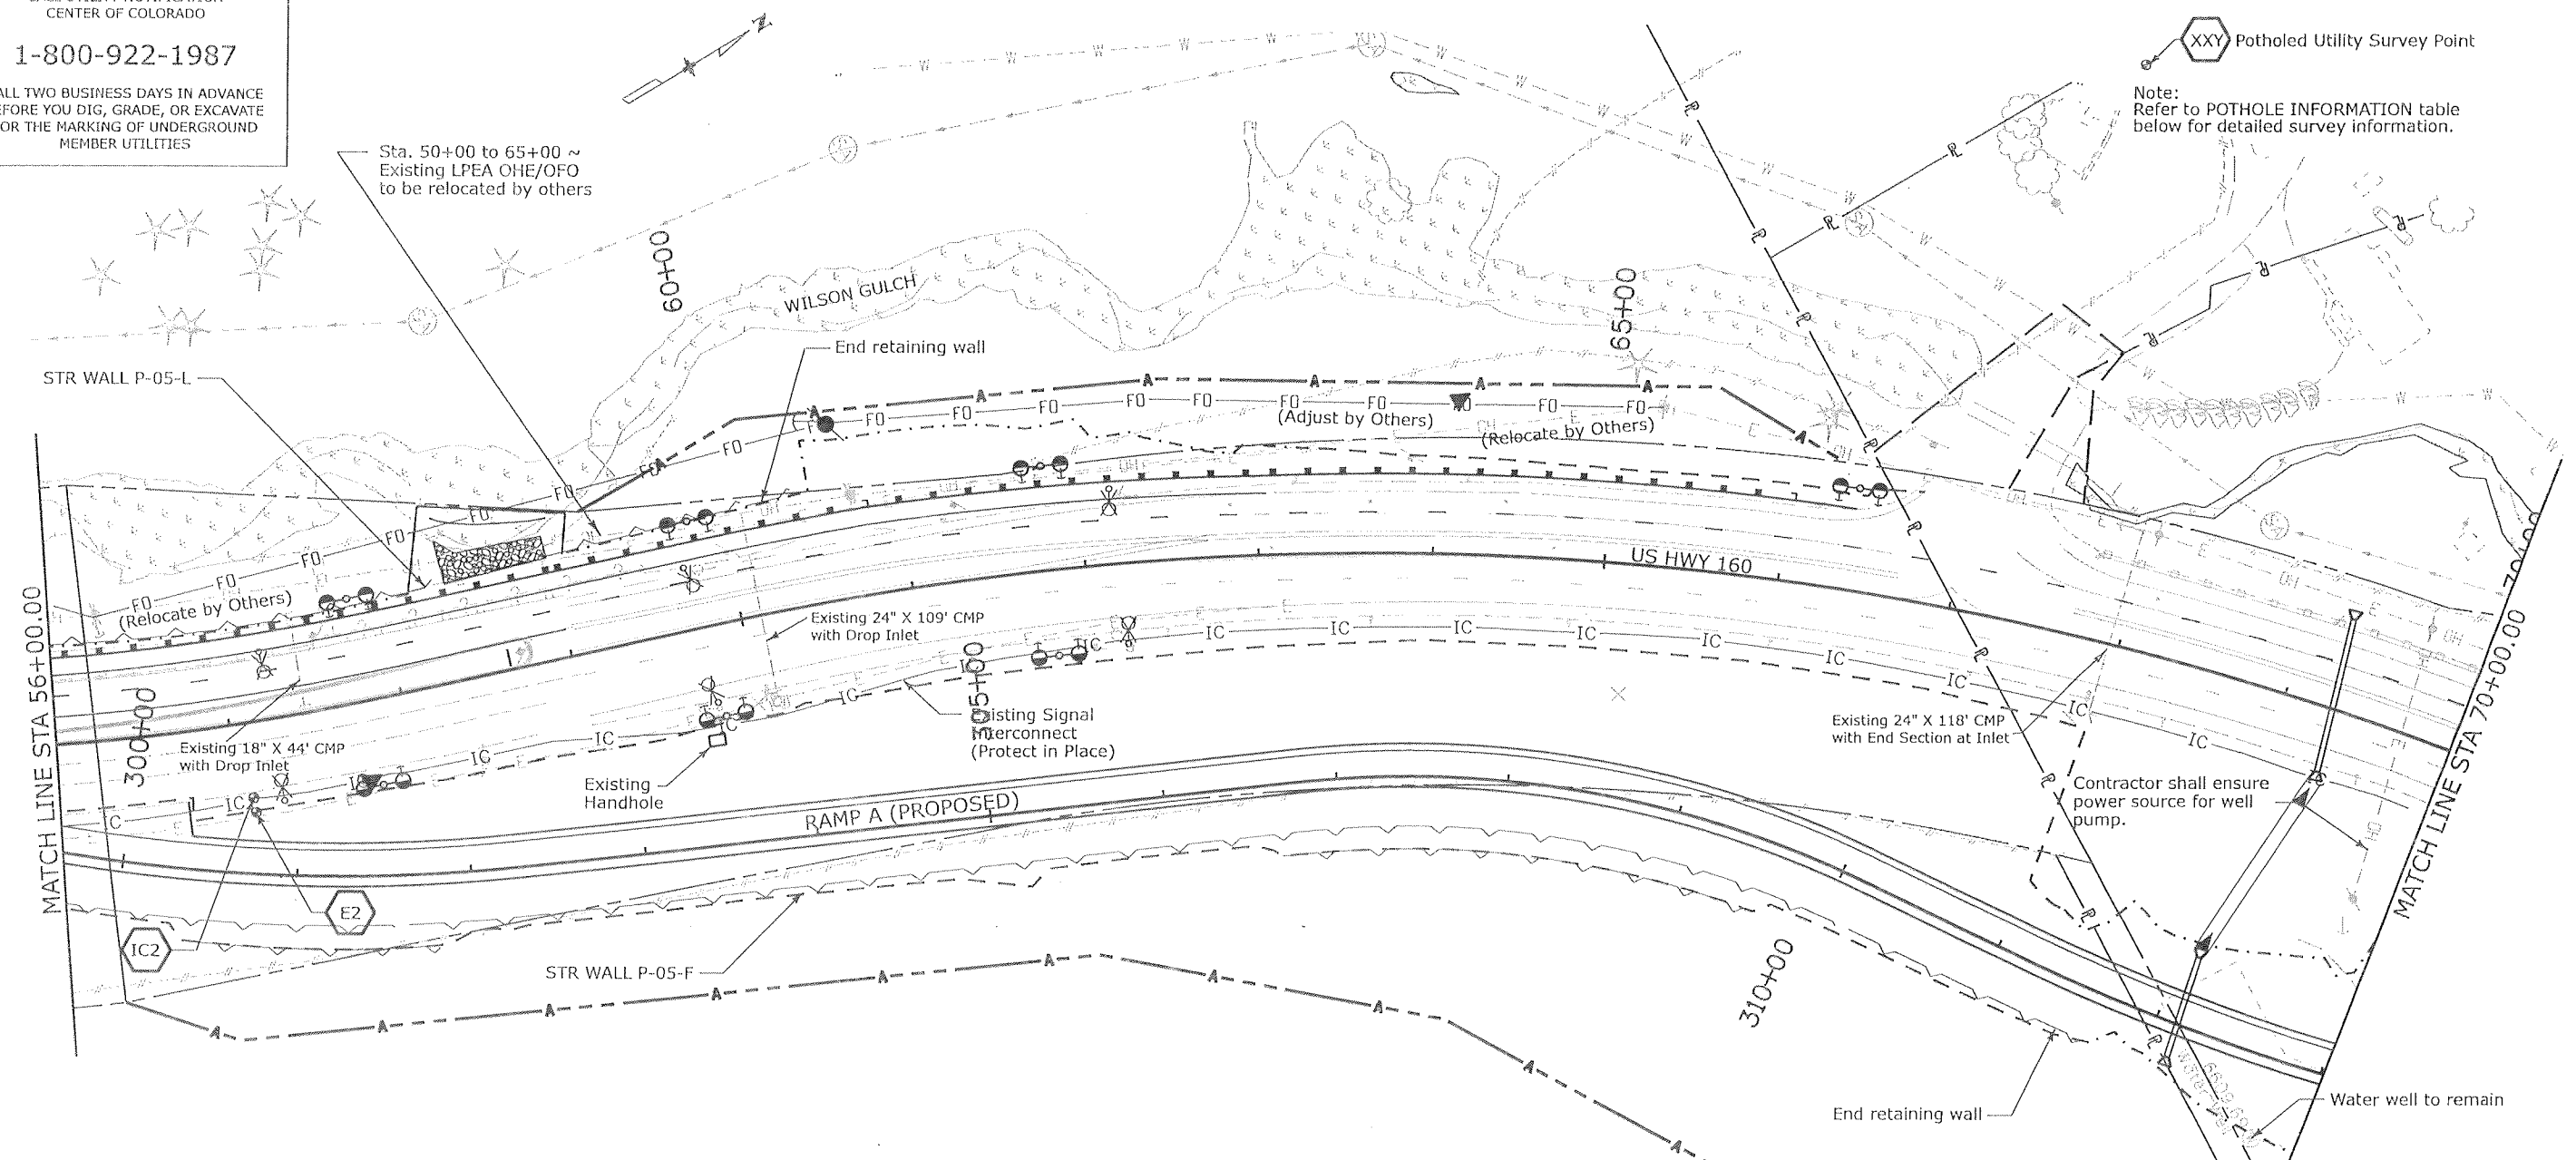 CENTER OF COLORADO
1-800-922-1987
ALL TWO BUSINESS DAYS IN ADVANCE
EFORE YOU DIG, GRADE, OR EXCAVATE
OR THE MARKING OF UNDERGROUND
MEMBER UTILITIES
N
XXY Potholed Utility Survey Point
Note:
Refer to POTHOLE INFORMATION table
below for detailed survey information.
Sta. 50+00 to 65+00 ~
Existing LPEA OHE/OFO
to be relocated by others
60+00
WILSON GULCH
65+00
End retaining wall
STR WALL P-05-L
(Adjust by Others)
(Relocate by Others)
(Relocate by Others)
US HWY 160
MATCH LINE STA 56+00.00
Existing 24" X 109' CMP
with Drop Inlet
300+00
Existing 18" X 44' CMP
with Drop Inlet
305+00
Existing Signal
Interconnect
(Protect in Place)
Existing
Handhole
Existing 24" X 118' CMP
with End Section at Inlet
Contractor shall ensure
power source for well
pump.
70+00
MATCH LINE STA 70+00.00
RAMP A (PROPOSED)
E2
IC2
STR WALL P-05-F
310+00
End retaining wall
Water well to remain